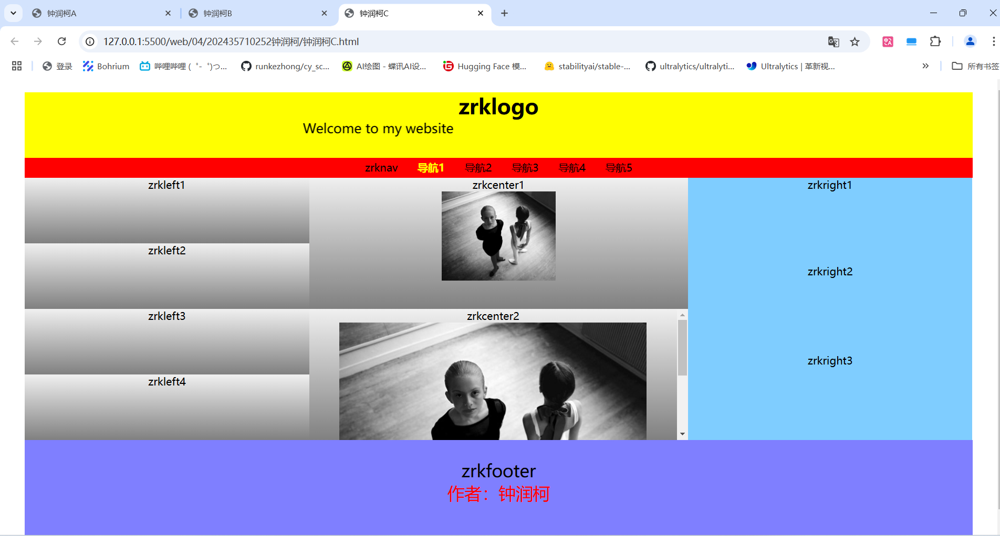 钟润柯A
钟润柯B
钟润柯C
127.0.0.1:5500/web/04/202435710252钟润柯/钟润柯C.html
登录
Bohrium
哔哩哔哩 (゜-゜)つ...
runkezhong/cy_sc...
AI绘图 - 蝶讯AI设...
Hugging Face 模...
stabilityai/stable-...
ultralytics/ultralyti...
Ultralytics | 革新视...
所有书签
zrklogo
Welcome to my website
zrknav 导航1 导航2 导航3 导航4 导航5
zrkleft1
zrkleft2
zrkleft3
zrkleft4
zrkcenter1
zrkcenter2
zrkright1
zrkright2
zrkright3
zrkfooter
作者：钟润柯